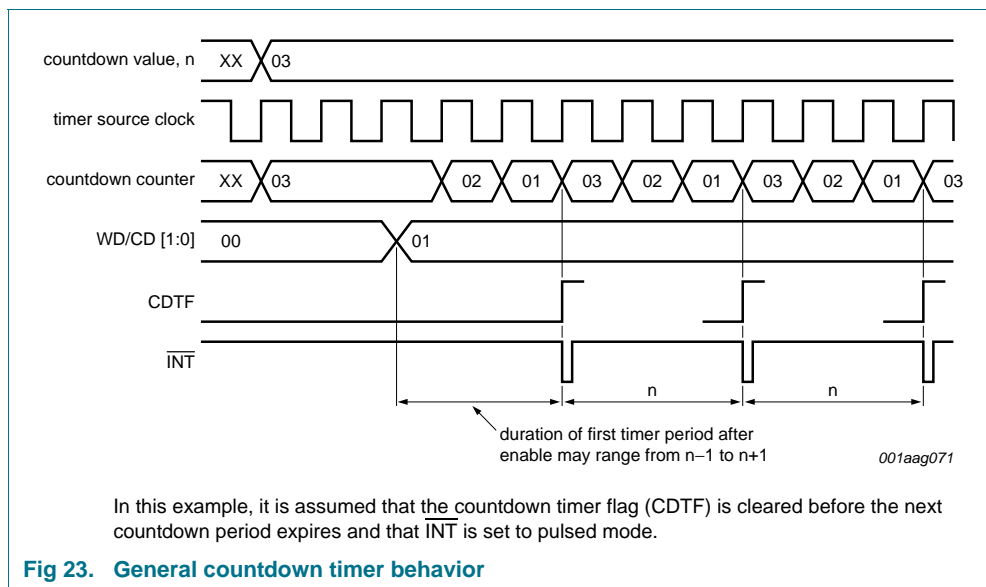 countdown value, n XX 03
timer source clock
countdown counter XX 03 02 01 03 02 01 03 02 01 03
WD/CD [1:0] 00 01
CDTF
INT
n n
duration of first timer period after
enable may range from n−1 to n+1
001aag071
In this example, it is assumed that the countdown timer flag (CDTF) is cleared before the next
countdown period expires and that INT is set to pulsed mode.
Fig 23. General countdown timer behavior